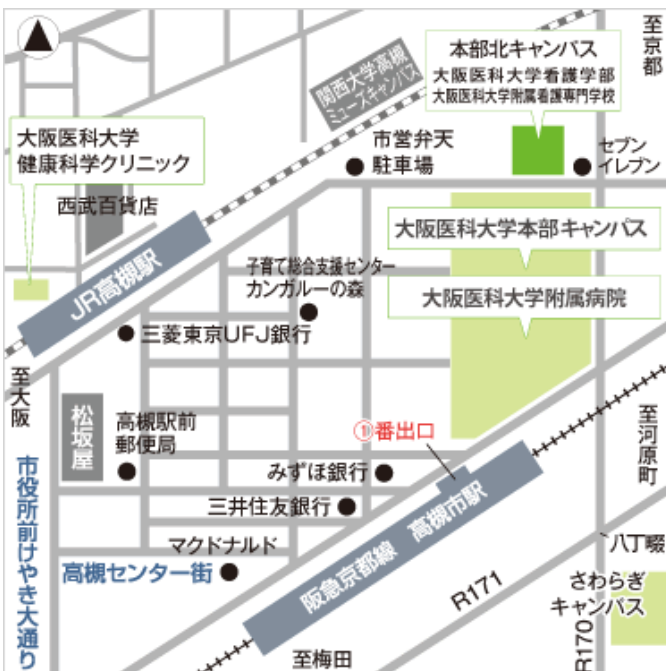 至京都
本部北キャンパス
大阪医科大学看護学部
大阪医科大学附属看護専門学校
関西大学高槻
ミューズキャンパス
大阪医科大学
健康科学クリニック
市営弁天
駐車場
セブン
イレブン
西武百貨店
大阪医科大学本部キャンパス
JR高槻駅
子育て総合支援センター
カンガルーの森
大阪医科大学附属病院
三菱東京UFJ銀行
至大阪
松坂屋
高槻駅前
郵便局
①番出口
至河原町
市役所前けやき大通り
みずほ銀行
三井住友銀行
阪急京都線 高槻市駅
マクドナルド
高槻センター街
八丁畷
R171
さわらぎ
キャンパス
R170
至梅田